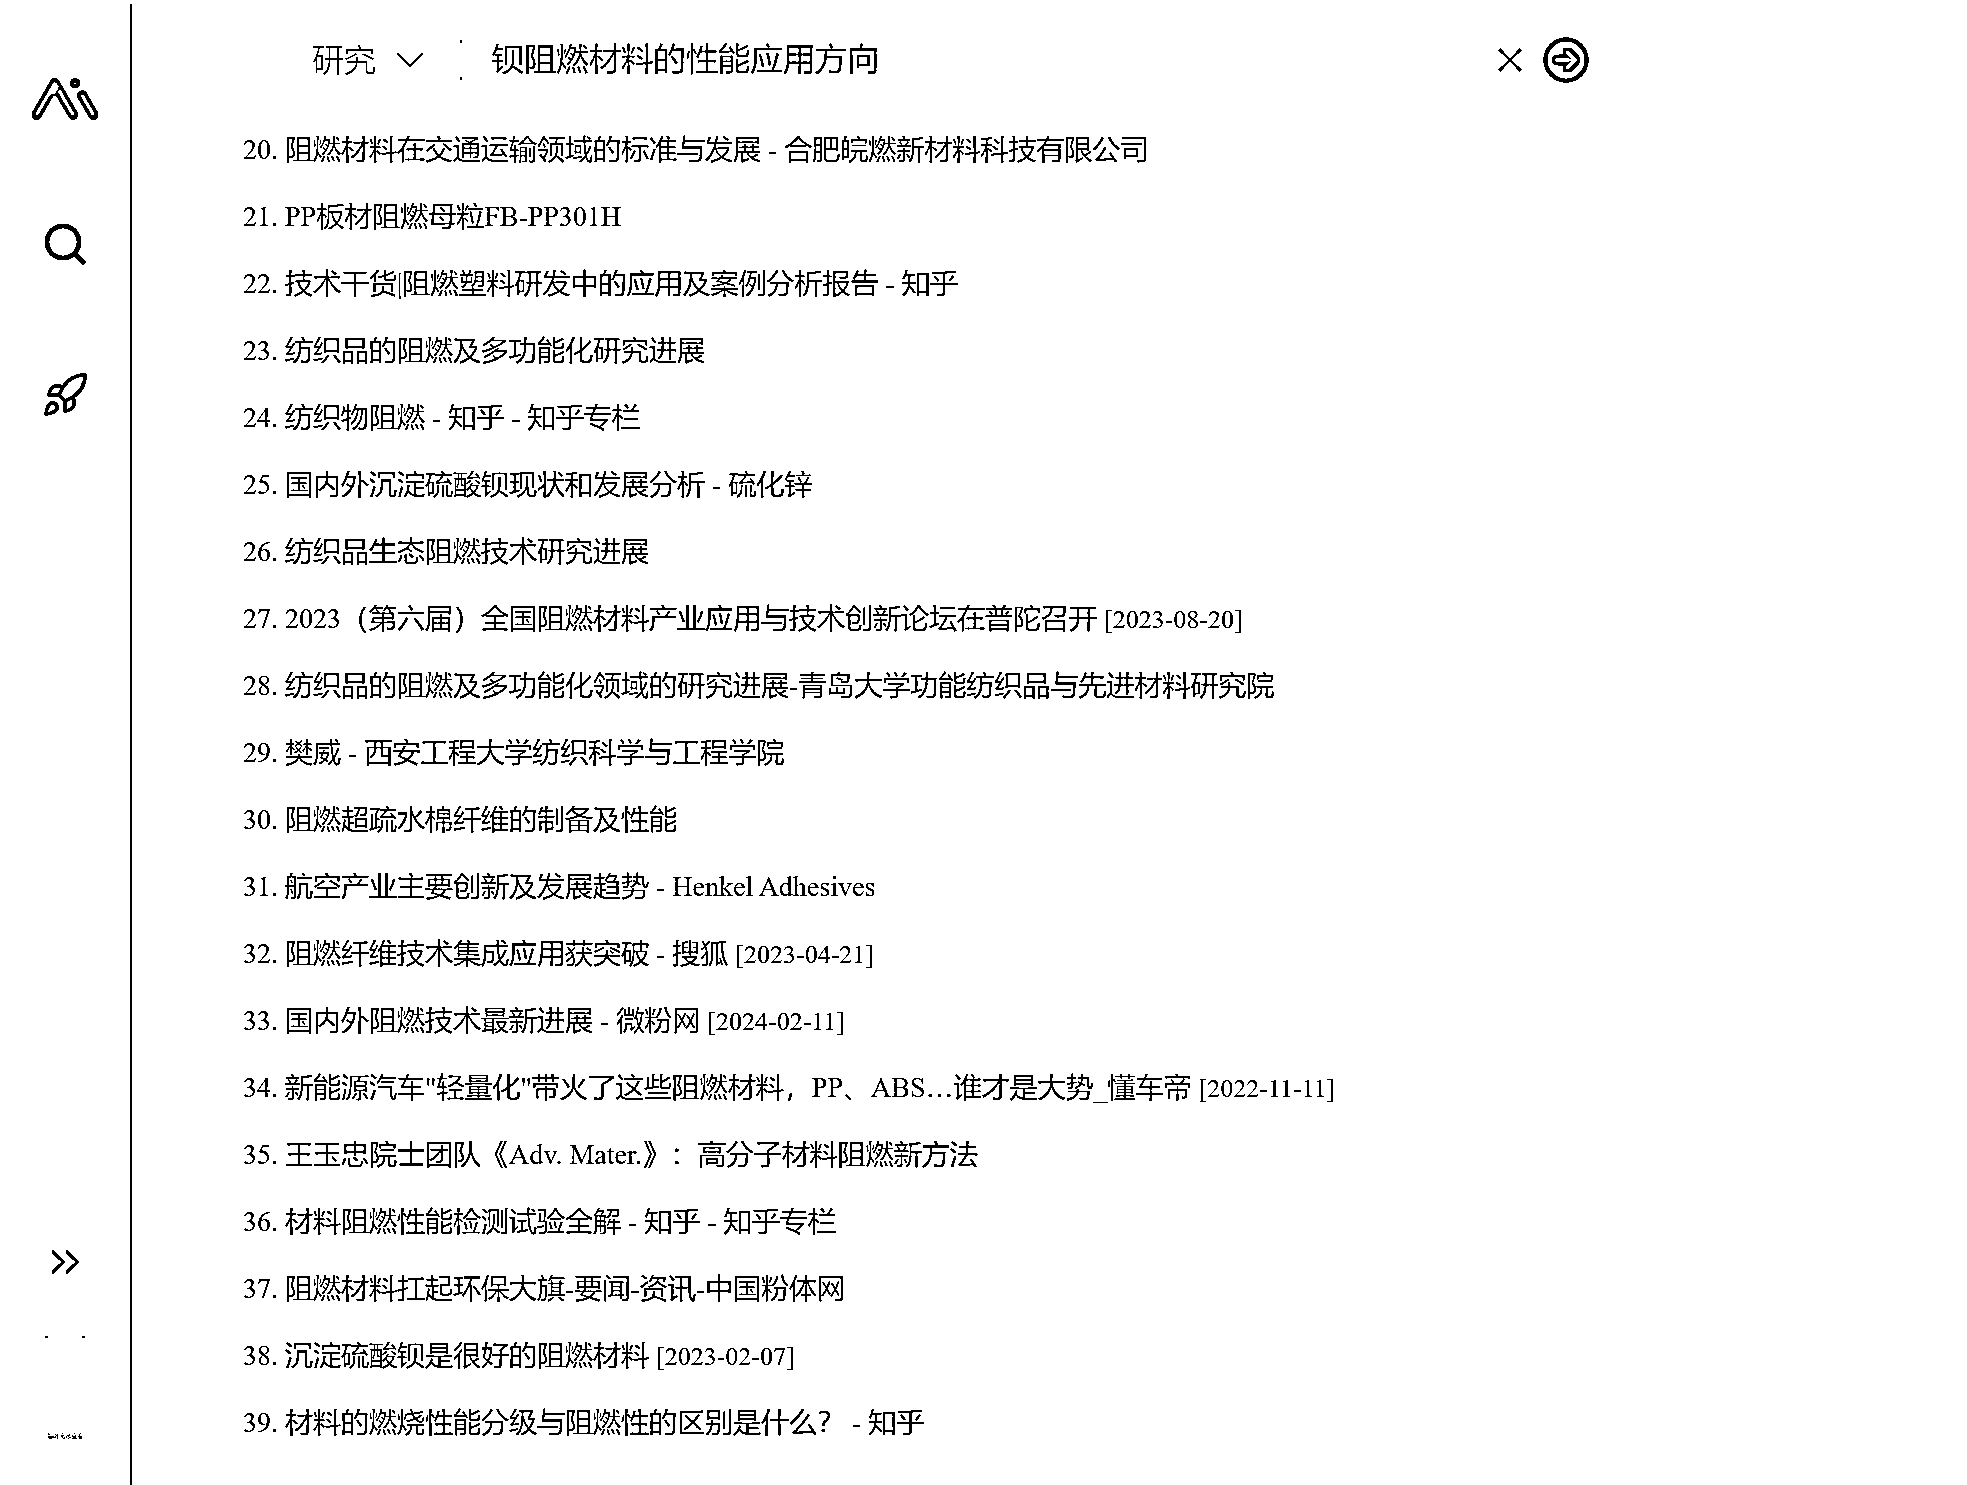 研究
钡阻燃材料的性能应用方向
20. 阻燃材料在交通运输领域的标准与发展 - 合肥皖燃新材料科技有限公司
21. PP板材阻燃母粒FB-PP301H
22. 技术干货|阻燃塑料研发中的应用及案例分析报告 - 知乎
23. 纺织品的阻燃及多功能化研究进展
24. 纺织物阻燃 - 知乎 - 知乎专栏
25. 国内外沉淀硫酸钡现状和发展分析 - 硫化锌
26. 纺织品生态阻燃技术研究进展
27. 2023（第六届）全国阻燃材料产业应用与技术创新论坛在普陀召开 [2023-08-20]
28. 纺织品的阻燃及多功能化领域的研究进展-青岛大学功能纺织品与先进材料研究院
29. 樊威 - 西安工程大学纺织科学与工程学院
30. 阻燃超疏水棉纤维的制备及性能
31. 航空产业主要创新及发展趋势 - Henkel Adhesives
32. 阻燃纤维技术集成应用获突破 - 搜狐 [2023-04-21]
33. 国内外阻燃技术最新进展 - 微粉网 [2024-02-11]
34. 新能源汽车"轻量化"带火了这些阻燃材料，PP、ABS…谁才是大势_懂车帝 [2022-11-11]
35. 王玉忠院士团队《Adv. Mater.》：高分子材料阻燃新方法
36. 材料阻燃性能检测试验全解 - 知乎 - 知乎专栏
37. 阻燃材料扛起环保大旗-要闻-资讯-中国粉体网
38. 沉淀硫酸钡是很好的阻燃材料 [2023-02-07]
39. 材料的燃烧性能分级与阻燃性的区别是什么？ - 知乎